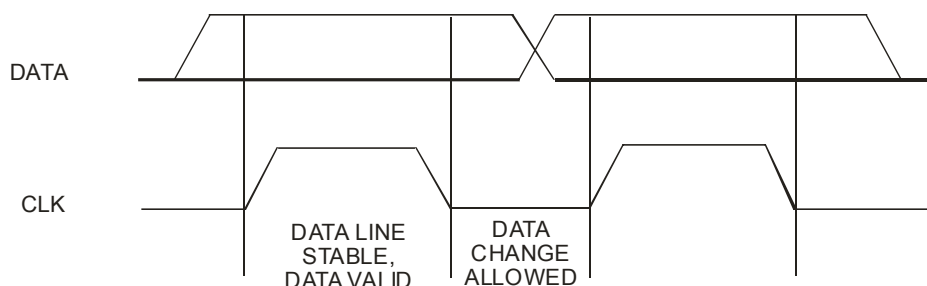 DATA
CLK
DATA LINE
STABLE,
DATA VALID
DATA
CHANGE
ALLOWED